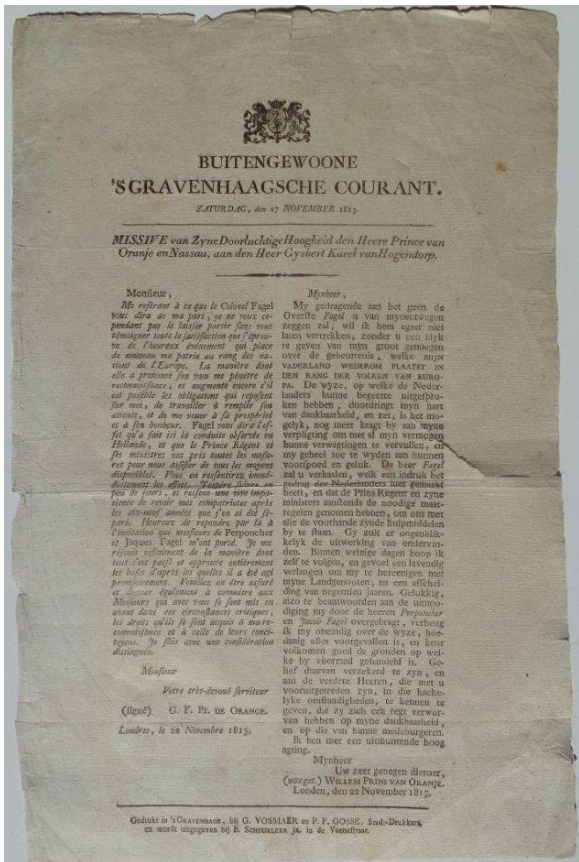 BUITENGEWOONE
'SGRAVENHAAGSCHE COURANT.
ZATURDAG, den 27 NOVEMBER 1813.
MISSIVE van Zyne Doorluchtige Hoogheid den Heere Prince van
Oranje en Nassau, aan den Heer Gysbert Karel van Hogendorp.
Monsieur,
Me referant à ce que le Colonel Fagel
vous dira de ma part, je ne veux ce-
pendant pas le laisser partir sans vous
témoigner toute la satisfaction que j'éprou-
ve de l'heureux événement qui place
de nouveau ma patrie au rang des na-
tions de l'Europe. La manière dont
elle a prononcé son vœu me pénétre de
reconnoissance, et augmente encore s'il
est possible les obligations qui reposent
sur moi, de travailler à remplir son
attente, et de me vouer à sa prospérité
et à son bonheur. Fagel vous dira l'ef-
fet qu'a fait ici la conduite observée en
Hollande, et que le Prince Régent et
ses ministres ont pris toutes les mesu-
res pour nous assister de tous les moyens
disponibles. Vous en ressentirez immé-
diatement les effets.
peu de jours, et ressens une vive impa-
tience de revoir mes compatriotes après
les dix-neuf années que j'en ai été sé-
paré. Heureux de repondre par là à
l'invitation que messieurs de Perponcher
et Jaques Fagel m'ont porté. Je me
réjouis infiniment de la manière dont
tout s'est passé et approuve entièrement
les bases d'après les quelles il a été agi
provisoirement. Veuillez en être assuré
et donner également à connoitre aux
Messieurs qui avec vous se sont mis en
avant dans ces circonstances critiques,
les droits qu'ils se sont acquis à ma re-
connaissance et à celle de leurs conci-
toyens. Je suis avec une considération
distinguée.
Monsieur
Votre très-devoué serviteur
(signé) G. F. Pr. DE ORANGE.
Londres, le 22 Novembre 1813.
Mynheer,
My gedragende aan het geen de
Overste Fagel u van mynentwegen
zeggen zal, wil ik hem egter niet
laten vertrekken, zonder u een blyk
te geven van myn groot genoegen
over de gebeurtenis, welke MIJN
VADERLAND WEDEROM PLAATST IN
DEN RANG DER VOLKEN VAN EURO-
PA. De wyze, op welke de Neder-
landers hunne begeerte uitgespro-
ken hebben, doordringt myn hart
van dankbaarheid, en zet, is het mo-
gelyk, nog meer kragt by aan myne
verpligting om met al myn vermogen
hunne verwagtingen te vervullen, en
my geheel toe te wyden aan hunnen
voorspoed en geluk. De heer Fagel
zal u verhaalen, welk een indruk het
gedrag der Nederlanders hier gemaakt
heeft, en dat de Prins Regent en zyne
ministers aanstonds de noodige maat-
regelen genomen hebben, om ons met
alle de voorhande zynde hulpmiddelen
by te staan. Gy zult er oogenblik-
kelyk de uitwerking van ondervin-
den. Binnen weinige dagen hoop ik
zelf te volgen, en gevoel een levendig
verlangen om my te hereenigen met
myne Landgenooten, na een afschei-
ding van negentien jaaren. Gelukkig,
alzo te beantwoorden aan de uitnoo-
diging my door de heeren Perponcher
en Jacob Fagel overgebragt, verheug
ik my oneindig over de wyze, hoe-
danig alles voorgevallen is, en keur
volkomen goed de gronden op wel-
ke by voorraad gehandeld is. Ge-
lief daarvan verzekerd te zyn, en
aan de verdere Heeren, die met u
vooruitgetreden zyn, in die hache-
lyke omstandigheden, te kennen te
geven, dat zy zich een regt verwor-
ven hebben op myne dankbaarheid,
en op die van hunne medeburgeren.
Ik ben met een uitmuntende hoog
agting.
Mynheer
Uw zeer genegen dienaar,
(was get.) WILLEM PRINS VAN ORANJE.
Londen, den 22 November 1813.
Gedrukt in 'sGRAVENHAGE, bij G. VOSMAER en P. F. GOSSE, Stads-Drukkers,
en wordt uitgegeven bij B. SCHEURLEER jr. in de Veenestraat.